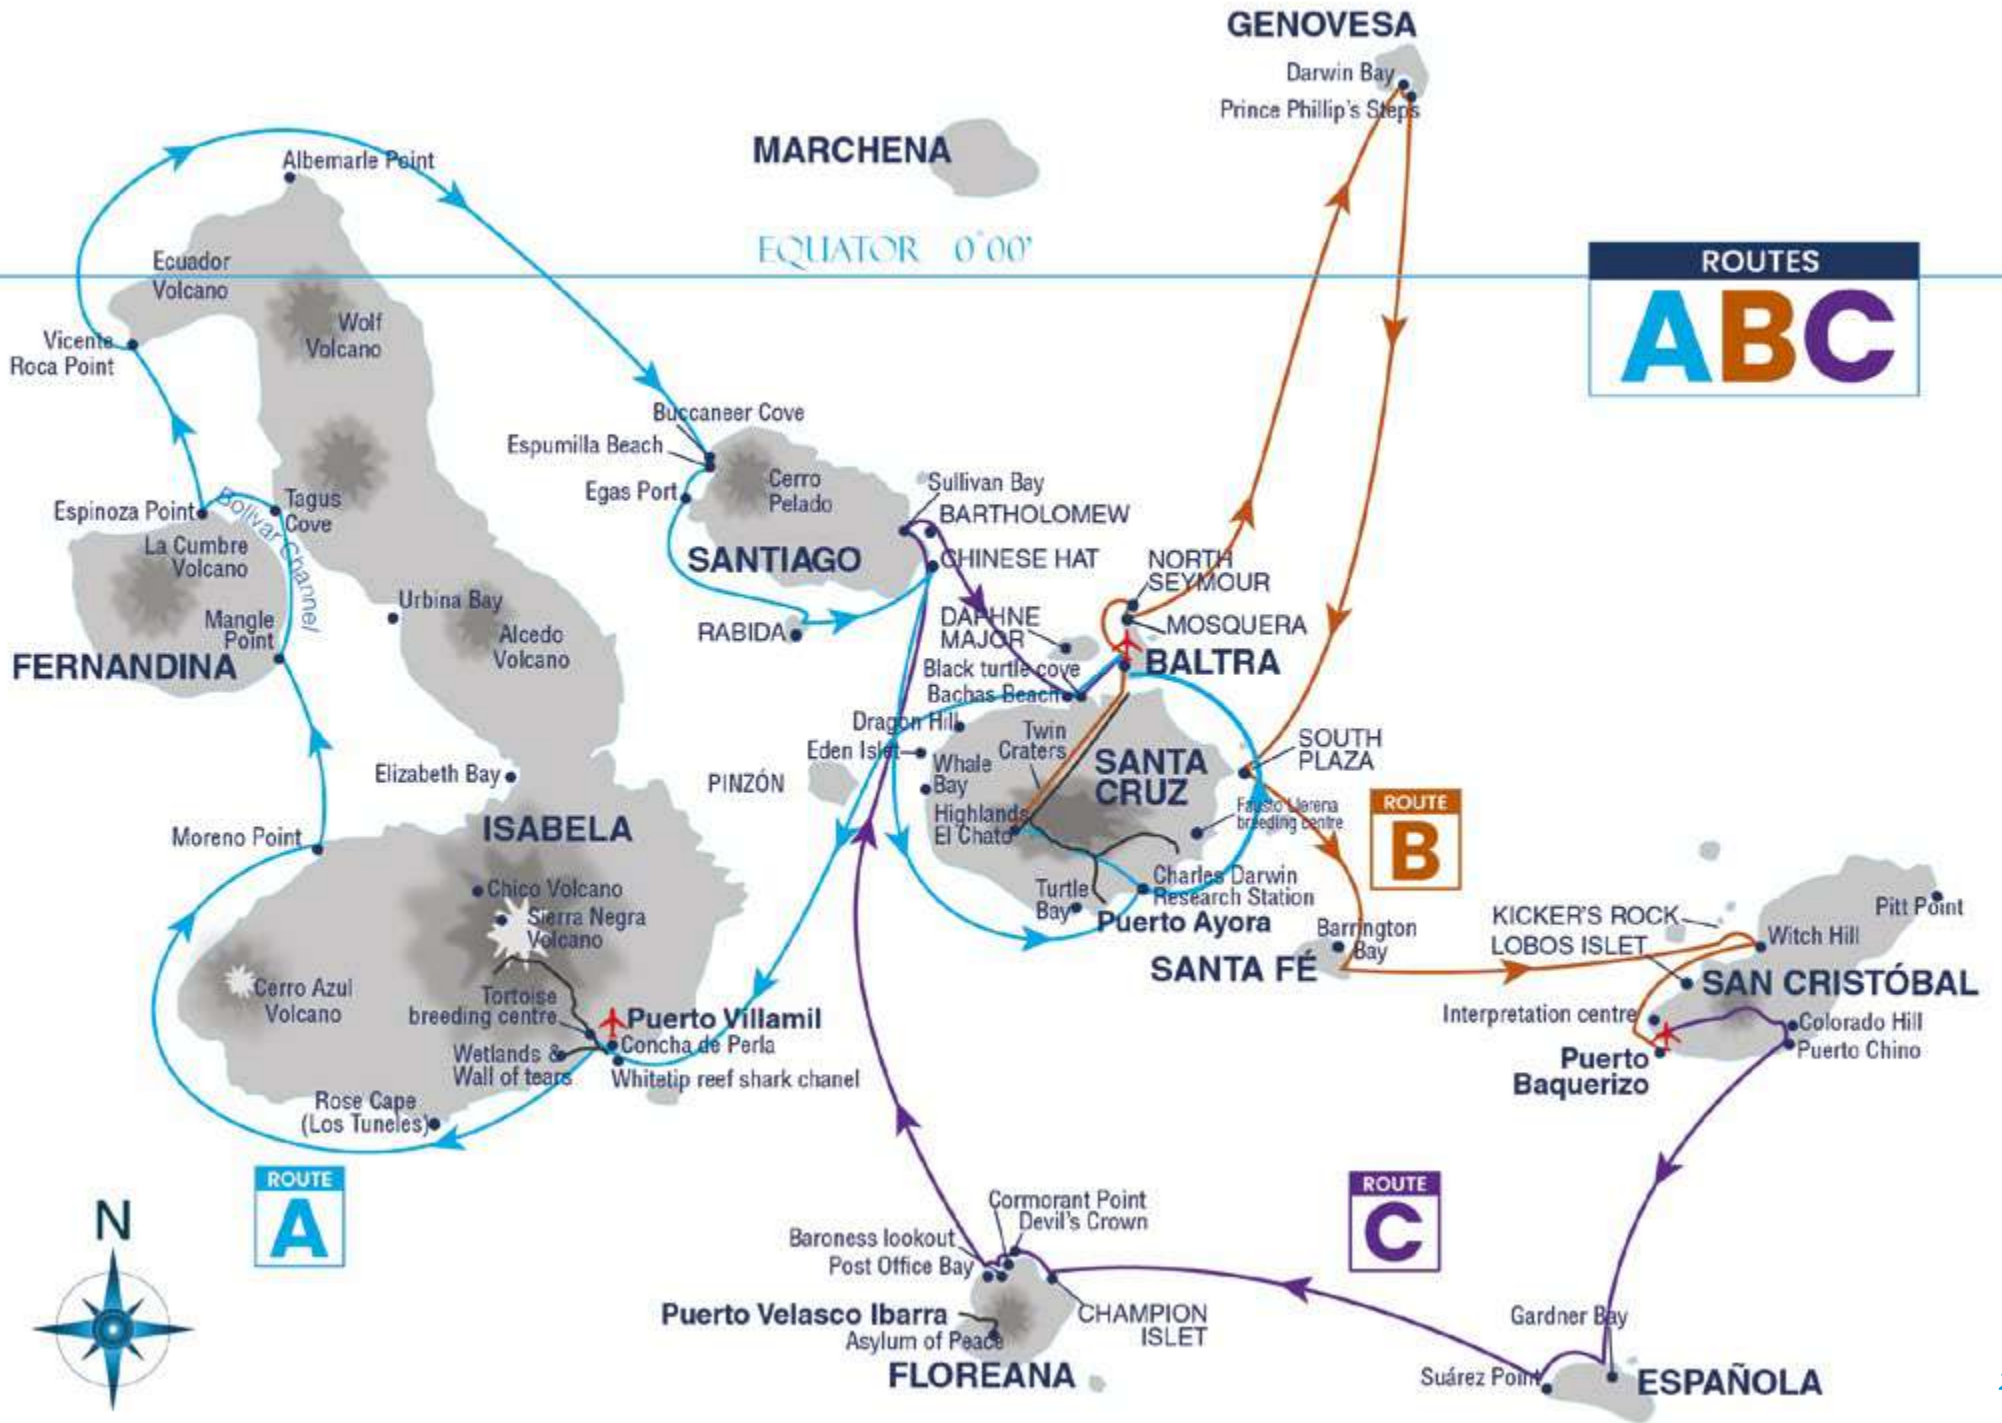 GENOVESA
Darwin Bay
Prince Phillip's Steps
MARCHENA
EQUATOR 0°00'
ROUTES
ABC
Albemarle Point
Ecuador
Volcano
Wolf
Volcano
Vicente
Roca Point
Buccaneer Cove
Espumilla Beach
Egas Port
Cerro
Pelado
SANTIAGO
Sullivan Bay
BARTHOLOMEW
CHINESE HAT
RABIDA
Espinoza Point
Bolivar Channel
Tagus
Cove
La Cumbre
Volcano
Mangle
Point
FERNANDINA
Urbina Bay
Alcedo
Volcano
NORTH
SEYMOUR
MOSQUERA
DAPHNE
MAJOR
BALTRA
Black turtle cove
Bachas Beach
Dragon Hill
Eden Islet
Whale
Bay
Twin
Craters
SANTA
CRUZ
SOUTH
PLAZA
Highlands
El Chato
Fausto Llerena
breeding centre
Charles Darwin
Research Station
Turtle
Bay
Puerto Ayora
PINZÓN
Elizabeth Bay
ISABELA
Moreno Point
Chico Volcano
Sierra Negra
Volcano
Cerro Azul
Volcano
Tortoise
breeding centre
Puerto Villamil
Concha de Perla
Wetlands &
Wall of tears
Whitetip reef shark chanel
Rose Cape
(Los Tuneles)
ROUTE
A
ROUTE
B
Barrington
Bay
SANTA FÉ
KICKER'S ROCK
LOBOS ISLET
Witch Hill
Pitt Point
SAN CRISTÓBAL
Interpretation centre
Colorado Hill
Puerto Chino
Puerto
Baquerizo
ROUTE
C
Cormorant Point
Devil's Crown
Baroness lookout
Post Office Bay
Puerto Velasco Ibarra
Asylum of Peace
CHAMPION
ISLET
FLOREANA
Gardner Bay
Suárez Point
ESPAÑOLA
N